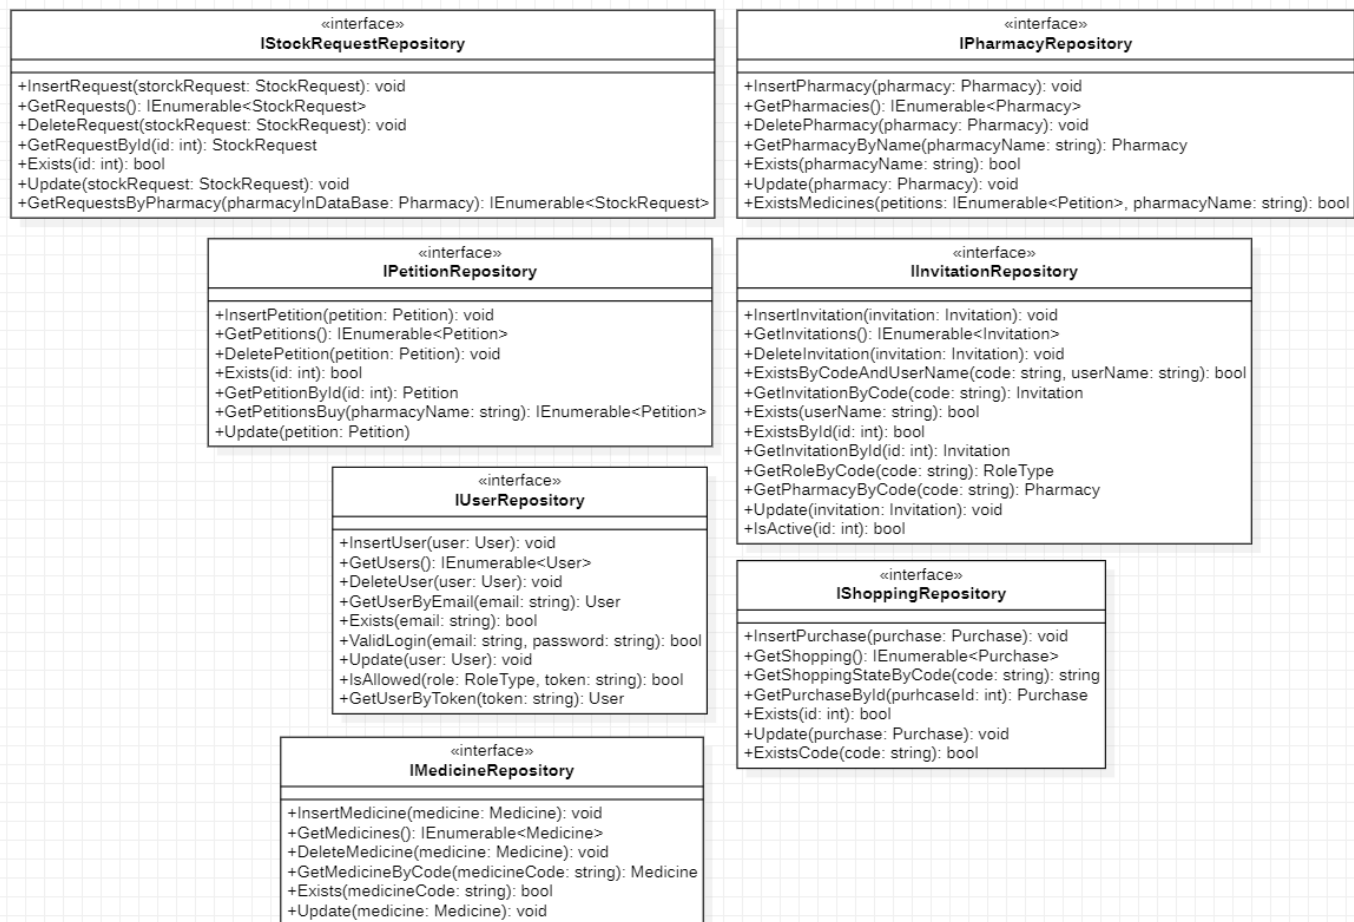 «interface»
IStockRequestRepository
+InsertRequest(storckRequest: StockRequest): void
+GetRequests(): IEnumerable<StockRequest>
+DeleteRequest(stockRequest: StockRequest): void
+GetRequestById(id: int): StockRequest
+Exists(id: int): bool
+Update(stockRequest: StockRequest): void
+GetRequestsByPharmacy(pharmacyInDataBase: Pharmacy): IEnumerable<StockRequest>
«interface»
IPharmacyRepository
+InsertPharmacy(pharmacy: Pharmacy): void
+GetPharmacies(): IEnumerable<Pharmacy>
+DeletePharmacy(pharmacy: Pharmacy): void
+GetPharmacyByName(pharmacyName: string): Pharmacy
+Exists(pharmacyName: string): bool
+Update(pharmacy: Pharmacy): void
+ExistsMedicines(petitions: IEnumerable<Petition>, pharmacyName: string): bool
«interface»
IPetitionRepository
+InsertPetition(petition: Petition): void
+GetPetitions(): IEnumerable<Petition>
+DeletePetition(petition: Petition): void
+Exists(id: int): bool
+GetPetitionById(id: int): Petition
+GetPetitionsBuy(pharmacyName: string): IEnumerable<Petition>
+Update(petition: Petition)
«interface»
IInvitationRepository
+InsertInvitation(invitation: Invitation): void
+GetInvitations(): IEnumerable<Invitation>
+DeleteInvitation(invitation: Invitation): void
+ExistsByCodeAndUserName(code: string, userName: string): bool
+GetInvitationByCode(code: string): Invitation
+Exists(userName: string): bool
+ExistsById(id: int): bool
+GetInvitationById(id: int): Invitation
+GetRoleByCode(code: string): RoleType
+GetPharmacyByCode(code: string): Pharmacy
+Update(invitation: Invitation): void
+IsActive(id: int): bool
«interface»
IUserRepository
+InsertUser(user: User): void
+GetUsers(): IEnumerable<User>
+DeleteUser(user: User): void
+GetUserByEmail(email: string): User
+Exists(email: string): bool
+ValidLogin(email: string, password: string): bool
+Update(user: User): void
+IsAllowed(role: RoleType, token: string): bool
+GetUserByToken(token: string): User
«interface»
IShoppingRepository
+InsertPurchase(purchase: Purchase): void
+GetShopping(): IEnumerable<Purchase>
+GetShoppingStateByCode(code: string): string
+GetPurchaseById(purhcaseId: int): Purchase
+Exists(id: int): bool
+Update(purchase: Purchase): void
+ExistsCode(code: string): bool
«interface»
IMedicineRepository
+InsertMedicine(medicine: Medicine): void
+GetMedicines(): IEnumerable<Medicine>
+DeleteMedicine(medicine: Medicine): void
+GetMedicineByCode(medicineCode: string): Medicine
+Exists(medicineCode: string): bool
+Update(medicine: Medicine): void